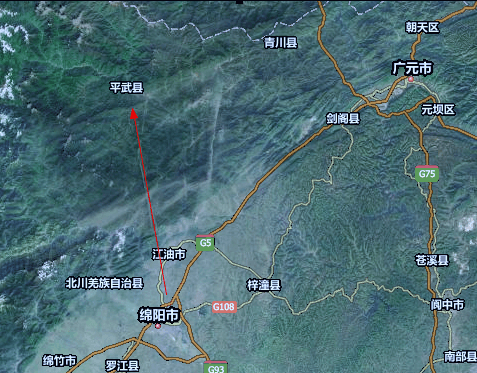 朝天区
青川县
广元市
平武县
元坝区
剑阁县
G75
G5
江油市
苍溪县
北川羌族自治县
梓潼县
G108
阆中市
绵阳市
绵竹市
罗江县
G93
南部县